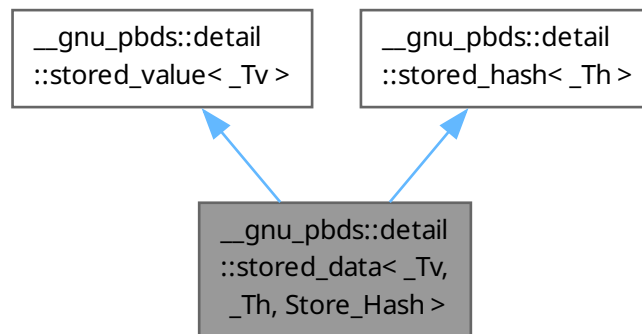 __gnu_pbds::detail
::stored_value< _Tv >
__gnu_pbds::detail
::stored_hash< _Th >
__gnu_pbds::detail
::stored_data< _Tv,
_Th, Store_Hash >